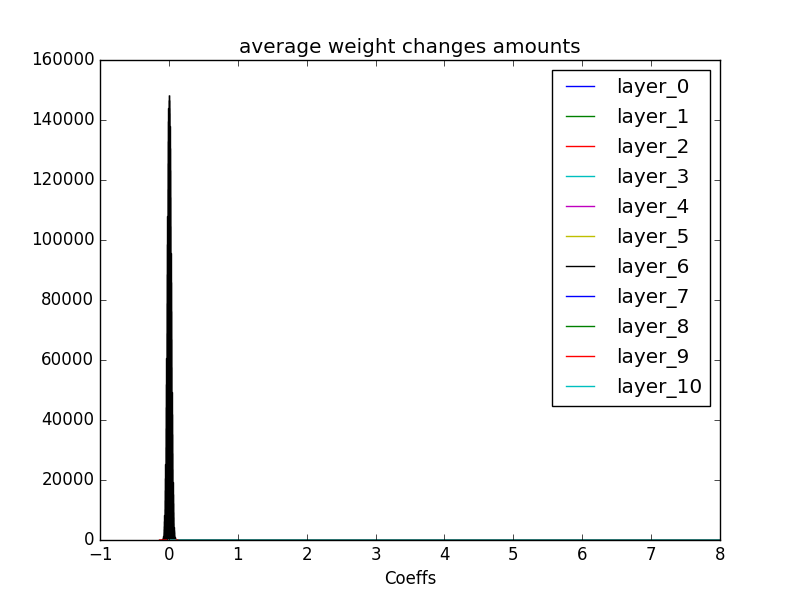 average weight changes amounts
160000
140000
120000
100000
80000
60000
40000
20000
0
−1 0 1 2 3 4 5 6 7 8
Coeffs
layer_0
layer_1
layer_2
layer_3
layer_4
layer_5
layer_6
layer_7
layer_8
layer_9
layer_10